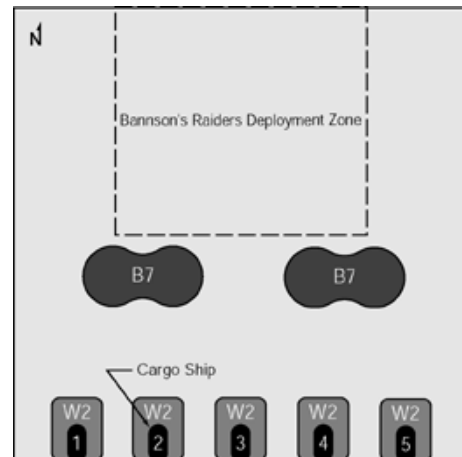 N
Bannson's Raiders Deployment Zone
B7 B7
Cargo Ship
W2 W2 W2 W2 W2
1 2 3 4 5